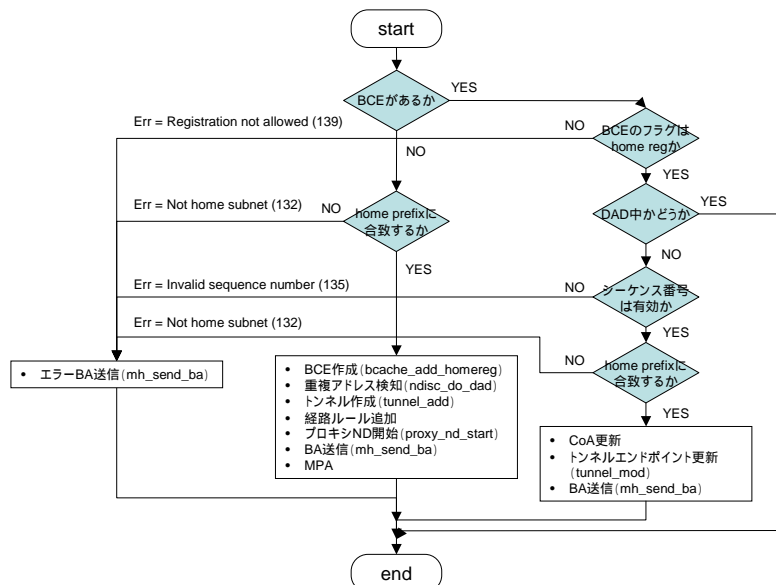 start
BCEがあるか
YES
Err = Registration not allowed (139)
NO
BCEのフラグは
home regか
NO
YES
Err = Not home subnet (132)
NO
home prefixに
合致するか
DAD中かどうか
YES
NO
YES
Err = Invalid sequence number (135)
NO
シーケンス番号
は有効か
Err = Not home subnet (132)
YES
NO
home prefixに
合致するか
YES
• エラーBA送信(mh_send_ba)
• BCE作成(bcache_add_homereg)
• 重複アドレス検知(ndisc_do_dad)
• トンネル作成(tunnel_add)
• 経路ルール追加
• プロキシND開始(proxy_nd_start)
• BA送信(mh_send_ba)
• MPA
• CoA更新
• トンネルエンドポイント更新
(tunnel_mod)
• BA送信(mh_send_ba)
end